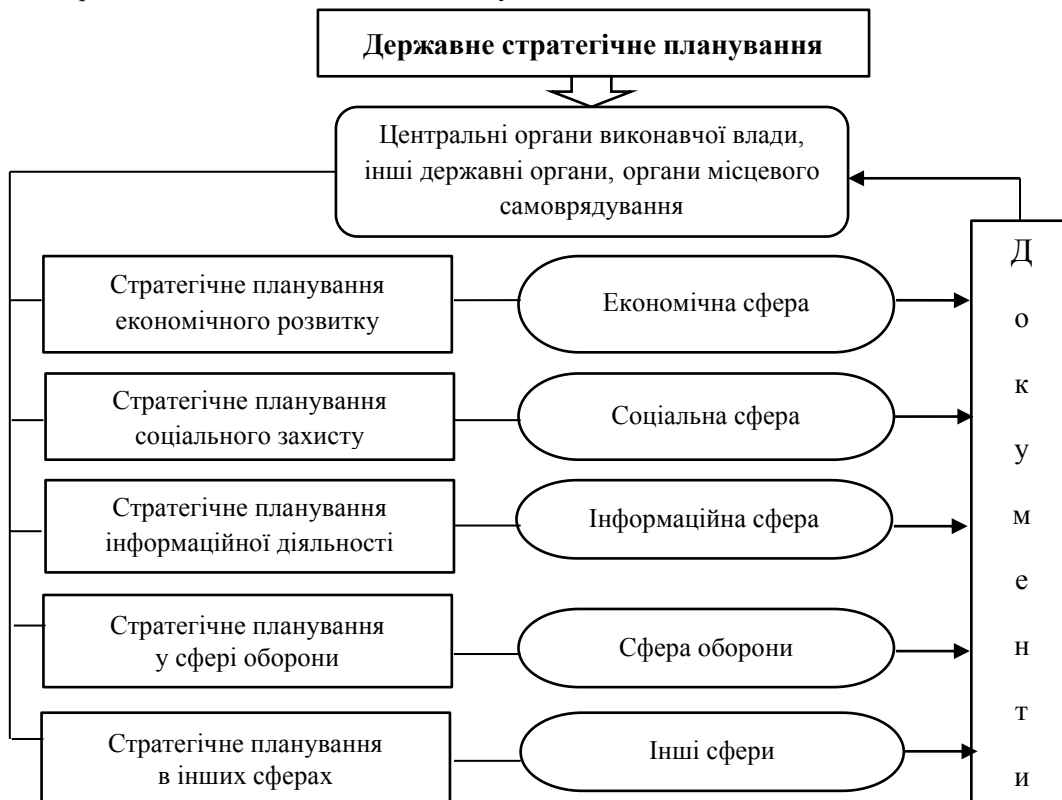 Державне стратегічне планування
Центральні органи виконавчої влади,
інші державні органи, органи місцевого
самоврядування
Стратегічне планування
економічного розвитку
Економічна сфера
Стратегічне планування
соціального захисту
Соціальна сфера
Стратегічне планування
інформаційної діяльності
Інформаційна сфера
Стратегічне планування
у сфері оборони
Сфера оборони
Стратегічне планування
в інших сферах
Інші сфери
Д
о
к
у
м
е
н
т
и